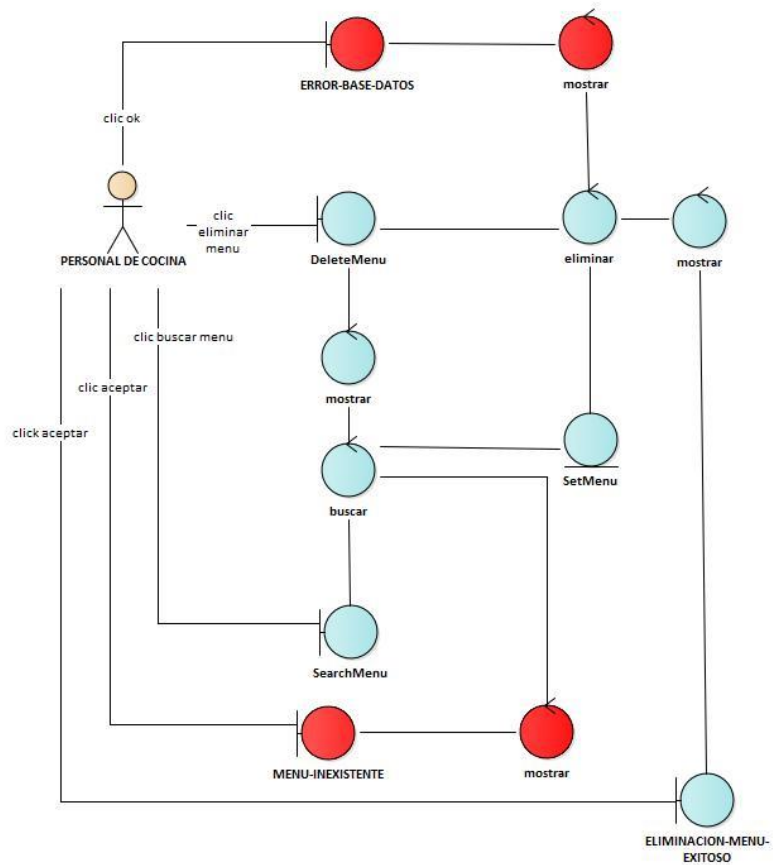 ERROR-BASE-DATOS
mostrar
clic ok
clic
eliminar
menu
PERSONAL DE COCINA
DeleteMenu
eliminar
mostrar
clic buscar menu
clic aceptar
mostrar
click aceptar
SetMenu
buscar
SearchMenu
MENU-INEXISTENTE
mostrar
ELIMINACION-MENU-
EXITOSO